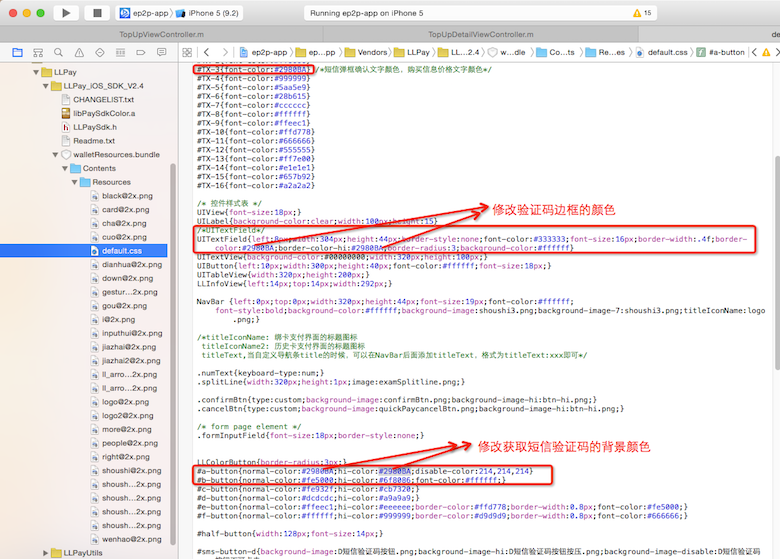 ep2p-app
iPhone 5 (9.2)
Running ep2p-app on iPhone 5
15
TopUpViewController.m
TopUpDetailViewController.m
ep2p-app
ep...pp
Vendors
LLPay
LL...2.4
w...dle
Co...ts
Re...es
default.css
#a-button
LLPay
LLPay_iOS_SDK_V2.4
CHANGELIST.txt
libPaySdkColor.a
LLPaySdk.h
Readme.txt
walletResources.bundle
Contents
Resources
black@2x.png
card@2x.png
cha@2x.png
cuo@2x.png
default.css
dianhua@2x.png
down@2x.png
gestur...2x.png
gou@2x.png
i@2x.png
inputhui@2x.png
jiazhai@2x.png
jiazhai2@2x.png
ll_arro...2x.png
ll_arro...2x.png
logo@2x.png
logo2@2x.png
more@2x.png
people@2x.png
right@2x.png
shoushi@2x.png
shoush...2x.png
shoush...2x.png
shoush...2x.png
shoush...2x.png
wenhao@2x.png
LLPayUtils
#TX-3{font-color:#2980BA} /*短信弹框确认文字颜色，购买信息价格文字颜色*/
#TX-4{font-color:#999999}
#TX-5{font-color:#5aa5e9}
#TX-6{font-color:#28b615}
#TX-7{font-color:#cccccc}
#TX-8{font-color:#ffffff}
#TX-9{font-color:#ffeec1}
#TX-10{font-color:#ffd778}
#TX-11{font-color:#666666}
#TX-12{font-color:#555555}
#TX-13{font-color:#ff7e00}
#TX-14{font-color:#e1e1e1}
#TX-15{font-color:#657b92}
#TX-16{font-color:#a2a2a2}
/* 控件样式表 */
UIView{font-size:18px;}
UILabel{background-color:clear;width:100px;height:15}
修改验证码边框的颜色
/*UITextField*/
UITextField{left:8px;width:304px;height:44px;border-style:none;font-color:#333333;font-size:16px;border-width:.4f;border-
color:#2980BA;border-color-hi:#2980BA;border-radius:3;background-color:#ffffff}
UITextView{background-color:#00000000;width:320px;height:100px;}
UIButton{left:10px;width:300px;height:40px;font-color:#ffffff;font-size:18px;}
UITableView{width:320px;height:200px;}
LLInfoView{left:14px;top:14px;width:292px;}
NavBar {left:0px;top:0px;width:320px;height:44px;font-size:19px;font-color:#ffffff;
font-style:bold;background-color:#ffffff;background-image:shoushi3.png;background-image-7:shoushi3.png;titleIconName:logo
.png;}
/*titleIconName: 绑卡支付界面的标题图标
titleIconName2: 历史卡支付界面的标题图标
titleText,当自定义导航条title的时候，可以在NavBar后面添加titleText，格式为titleText:xxx即可*/
.numText{keyboard-type:num;}
.splitLine{width:320px;height:1px;image:examSplitline.png;}
.confirmBtn{type:custom;background-image:confirmBtn.png;background-image-hi:btn-hi.png;}
.cancelBtn{type:custom;background-image:quickPaycancelBtn.png;background-image-hi:btn-hi.png;}
/* form page element */
.formInputField{font-size:18px;border-style:none;}
修改获取短信验证码的背景颜色
LLColorButton{border-radius:3px;}
#a-button{normal-color:#2980BA;hi-color:#2980BA;disable-color:214,214,214}
#b-button{normal-color:#fe5000;hi-color:#6f8086;font-color:#ffffff;}
#c-button{normal-color:#fe932f;hi-color:#cb7320}
#d-button{normal-color:#dcdcdc;hi-color:#a9a9a9;}
#e-button{normal-color:#ffeec1;hi-color:#eeeeee;border-color:#ffd778;border-width:0.8px;font-color:#fe5000;}
#f-button{normal-color:#ffffff;hi-color:#999999;border-color:#d9d9d9;border-width:0.8px;font-color:#666666;}
#half-button{width:128px;font-size:14px;}
#sms-button-d{background-image:D短信验证码按钮.png;background-image-hi:D短信验证码按钮按压.png;background-image-disable:D短信验证码